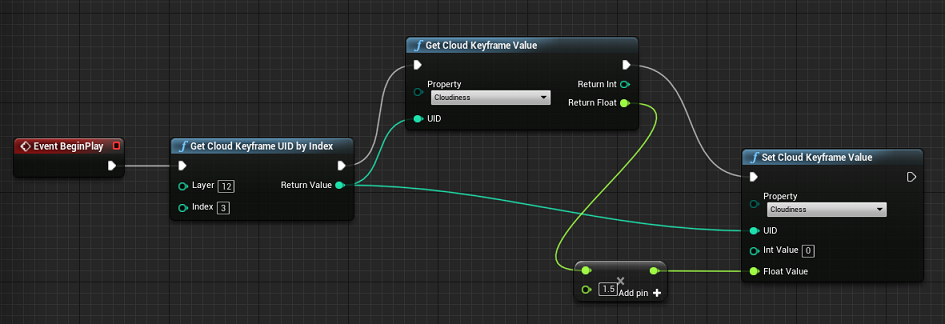 Event BeginPlay
f Get Cloud Keyframe UID by Index
Layer 12
Return Value
Index 3
f Get Cloud Keyframe Value
Property
Cloudiness
Return Int
Return Float
UID
f Set Cloud Keyframe Value
Property
Cloudiness
UID
Int Value 0
Float Value
×
1.5
Add pin +